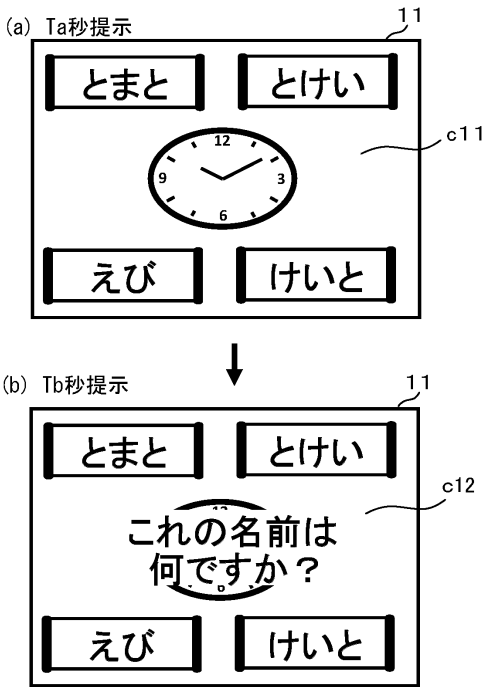 (a) Ta秒提示
11
とまと
とけい
c11
12
9
3
6
えび
けいと
(b) Tb秒提示
11
とまと
とけい
c12
これの名前は
何ですか？
えび
けいと